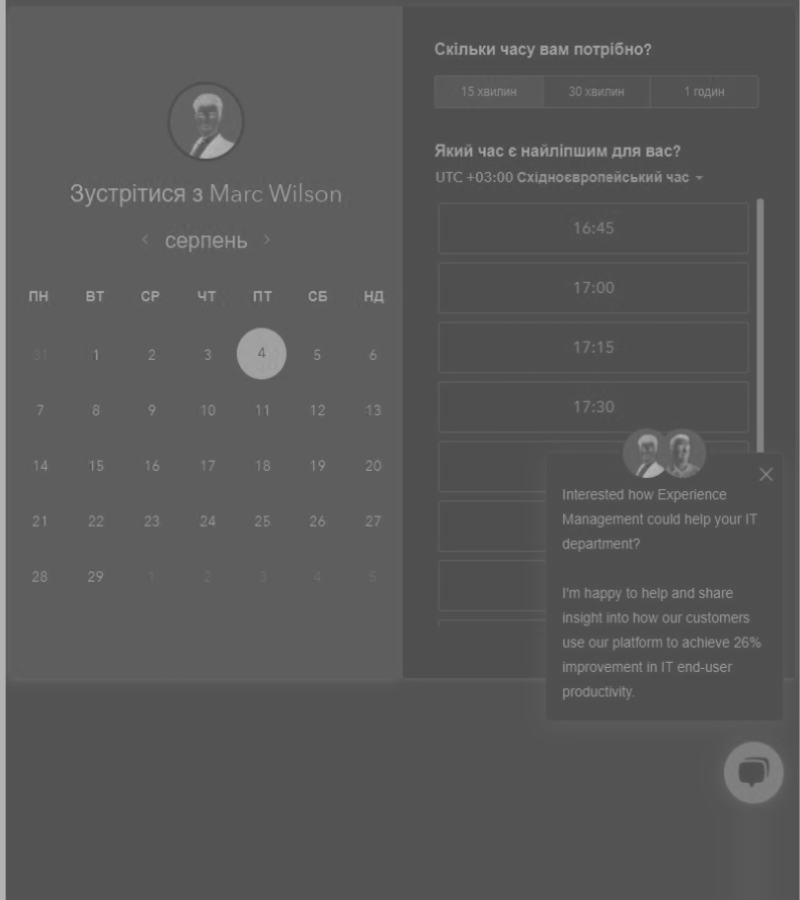 Зустрітися з Marc Wilson
серпень
ПН ВТ СР ЧТ ПТ СБ НД
31 1 2 3 4 5 6
7 8 9 10 11 12 13
14 15 16 17 18 19 20
21 22 23 24 25 26 27
28 29 1 2 3 4 5
Скільки часу вам потрібно?
15 хвилин 30 хвилин 1 годин
Який час є найліпшим для вас?
UTC +03:00 Східноєвропейський час
16:45
17:00
17:15
17:30
Interested how Experience
Management could help your IT
department?
I'm happy to help and share
insight into how our customers
use our platform to achieve 26%
improvement in IT end-user
productivity.